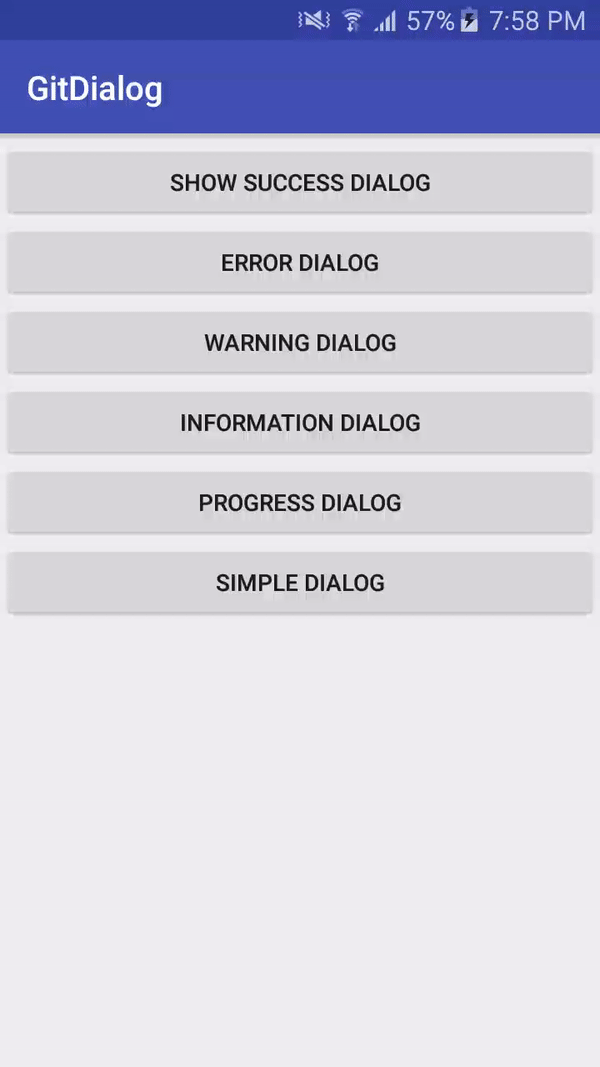 57% 7:58 PM
GitDialog
SHOW SUCCESS DIALOG
ERROR DIALOG
WARNING DIALOG
INFORMATION DIALOG
PROGRESS DIALOG
SIMPLE DIALOG